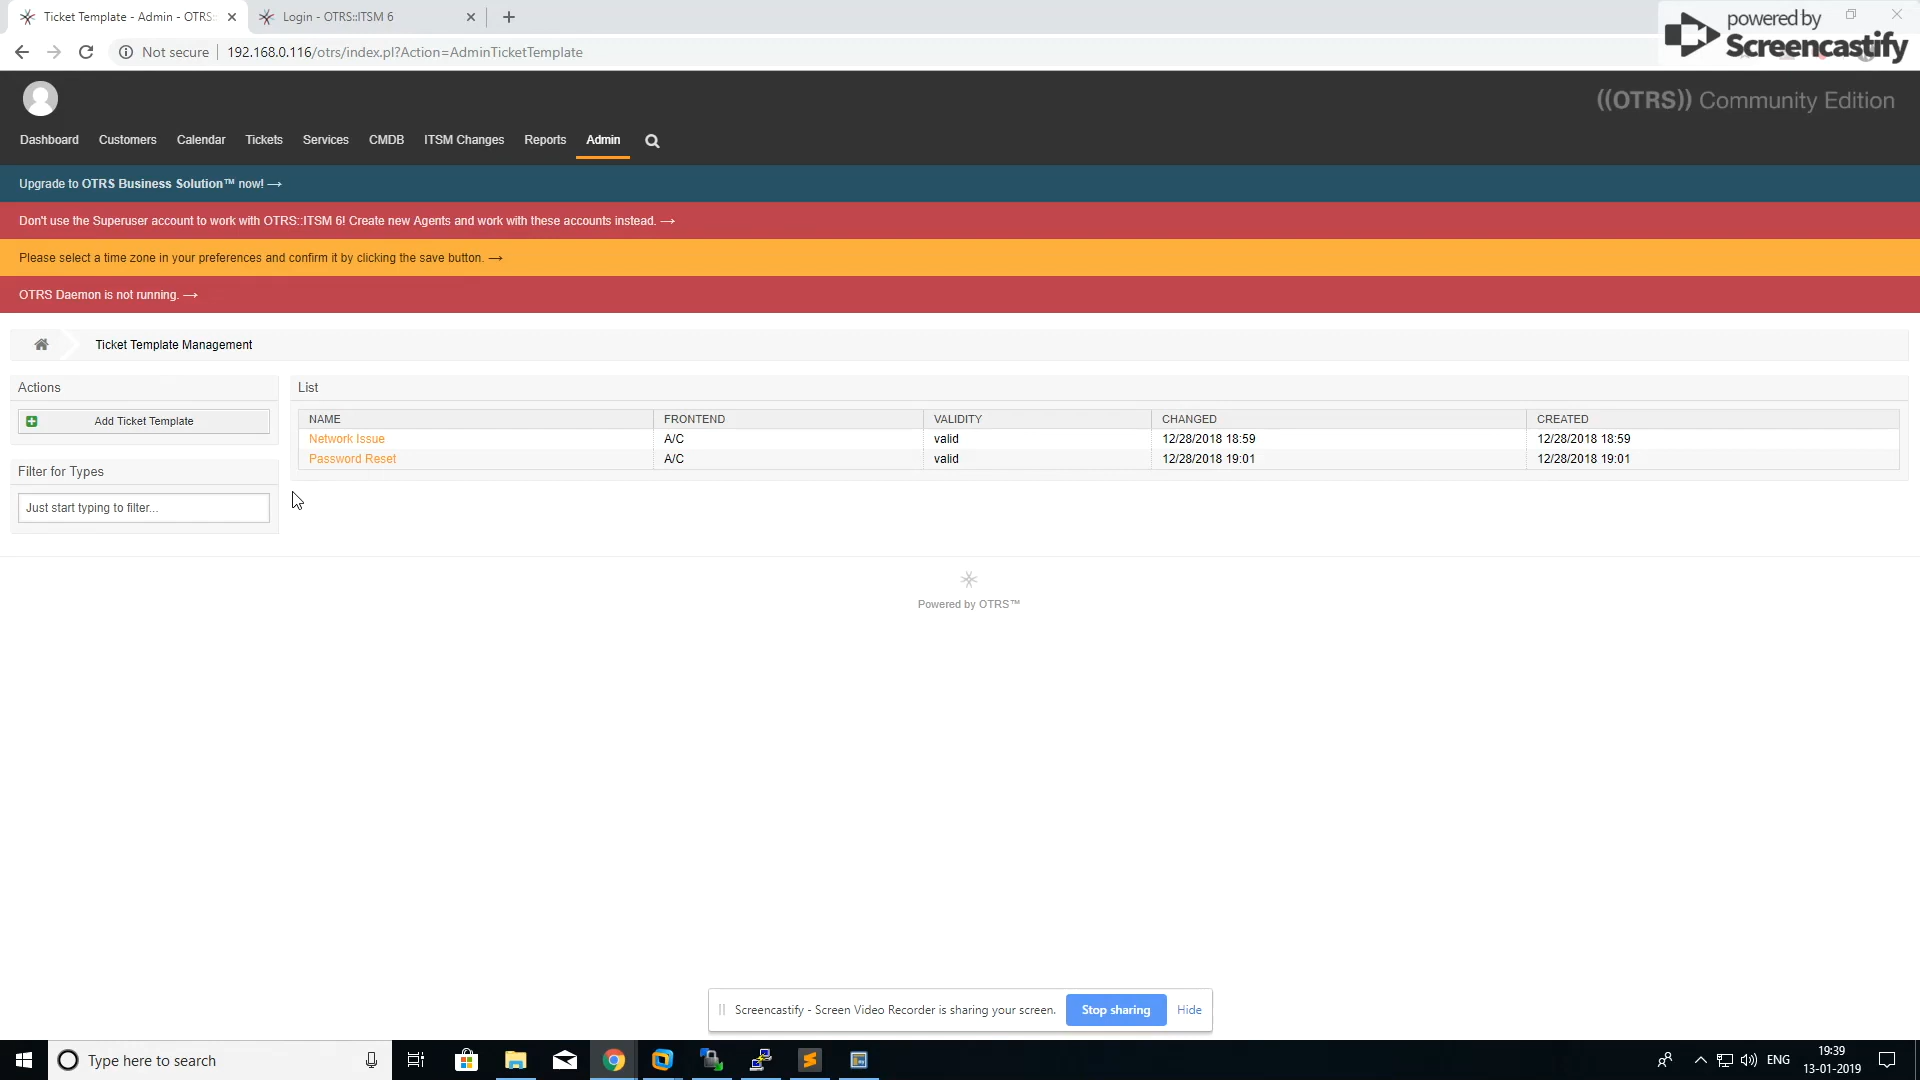 Ticket Template - Admin - OTRS:
Login - OTRS::ITSM 6
powered by
Screencastify
Not secure
192.168.0.116/otrs/index.pl?Action=AdminTicketTemplate
((OTRS)) Community Edition
Dashboard Customers Calendar Tickets Services CMDB ITSM Changes Reports Admin
Upgrade to OTRS Business Solution™ now! →
Don't use the Superuser account to work with OTRS::ITSM 6! Create new Agents and work with these accounts instead. →
Please select a time zone in your preferences and confirm it by clicking the save button. →
OTRS Daemon is not running. →
Ticket Template Management
Actions
Add Ticket Template
Filter for Types
Just start typing to filter...
List
NAME FRONTEND VALIDITY CHANGED CREATED
Network Issue A/C valid 12/28/2018 18:59 12/28/2018 18:59
Password Reset A/C valid 12/28/2018 19:01 12/28/2018 19:01
Powered by OTRS™
Screencastify - Screen Video Recorder is sharing your screen. Stop sharing Hide
Type here to search
ENG
19:39
13-01-2019